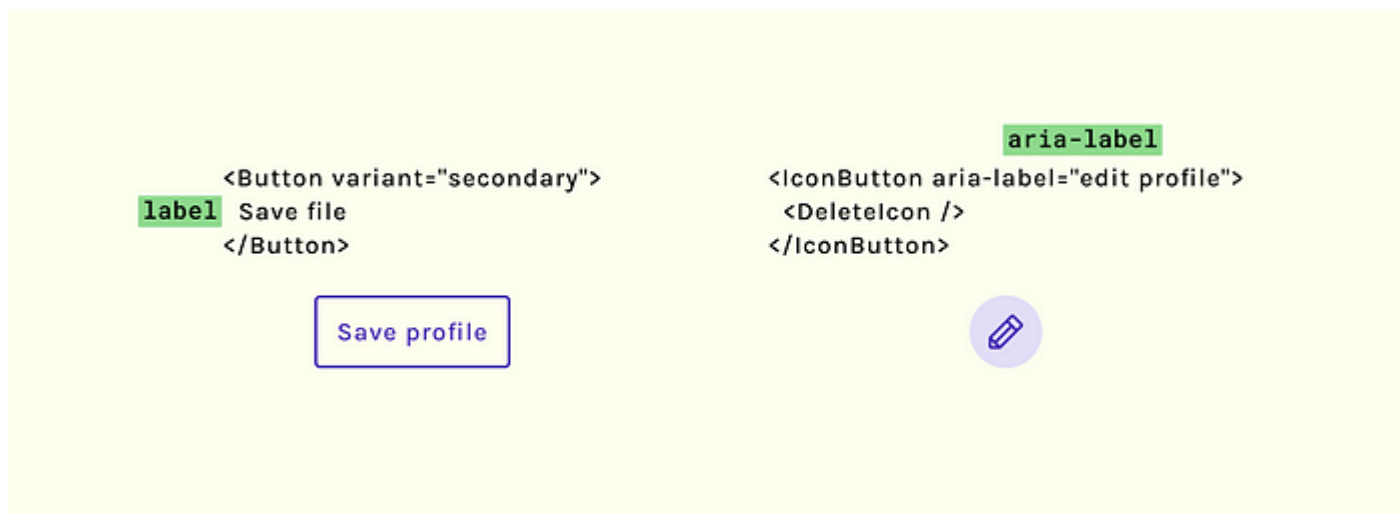 <Button variant="secondary">
label Save file
</Button>
Save profile
aria-label
<IconButton aria-label="edit profile">
<DeleteIcon />
</IconButton>